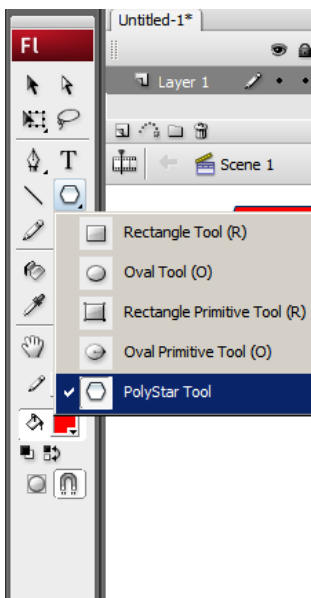 Untitled-1*
Fl
Layer 1
T
Scene 1
Rectangle Tool (R)
Oval Tool (O)
Rectangle Primitive Tool (R)
Oval Primitive Tool (O)
PolyStar Tool